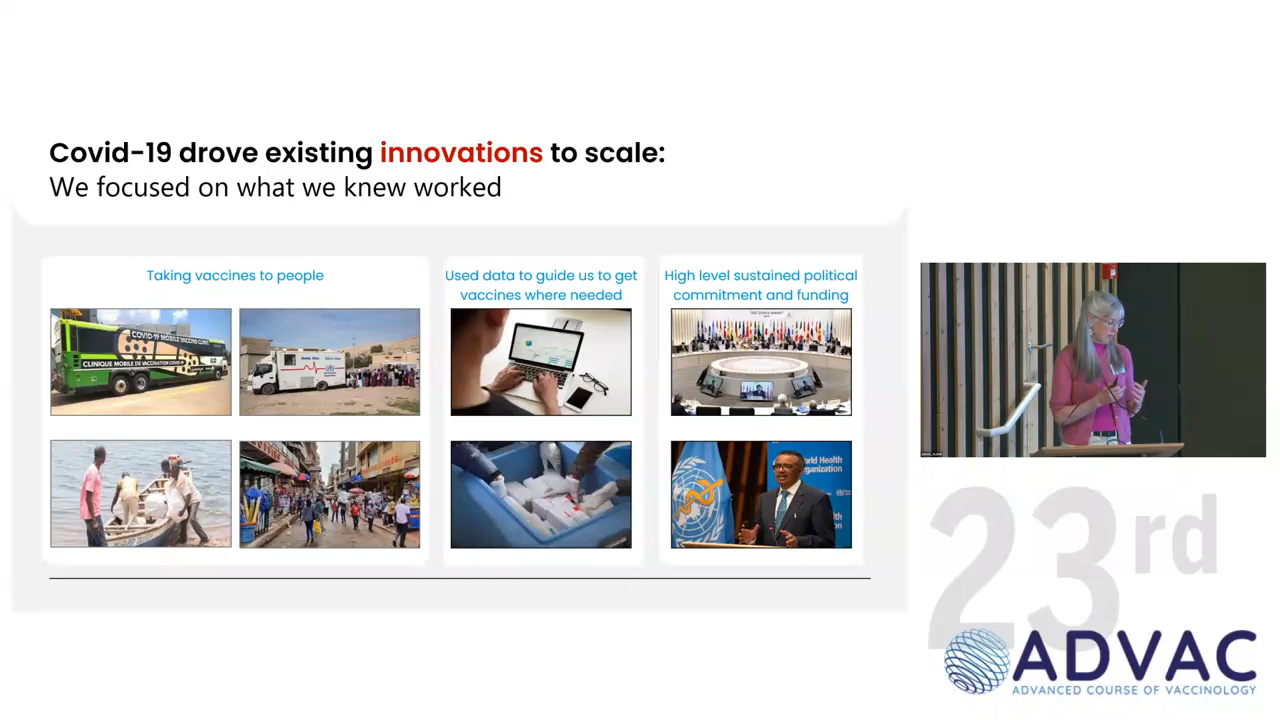 Covid-19 drove existing innovations to scale:
We focused on what we knew worked
Taking vaccines to people
Used data to guide us to get
vaccines where needed
High level sustained political
commitment and funding
COVID-19 MOBILE VACCINE CLINIC
CLINIQUE MOBILE DE VACCINATION COVID-19
World Health
Organization
23rd
ADVAC
ADVANCED COURSE OF VACCINOLOGY